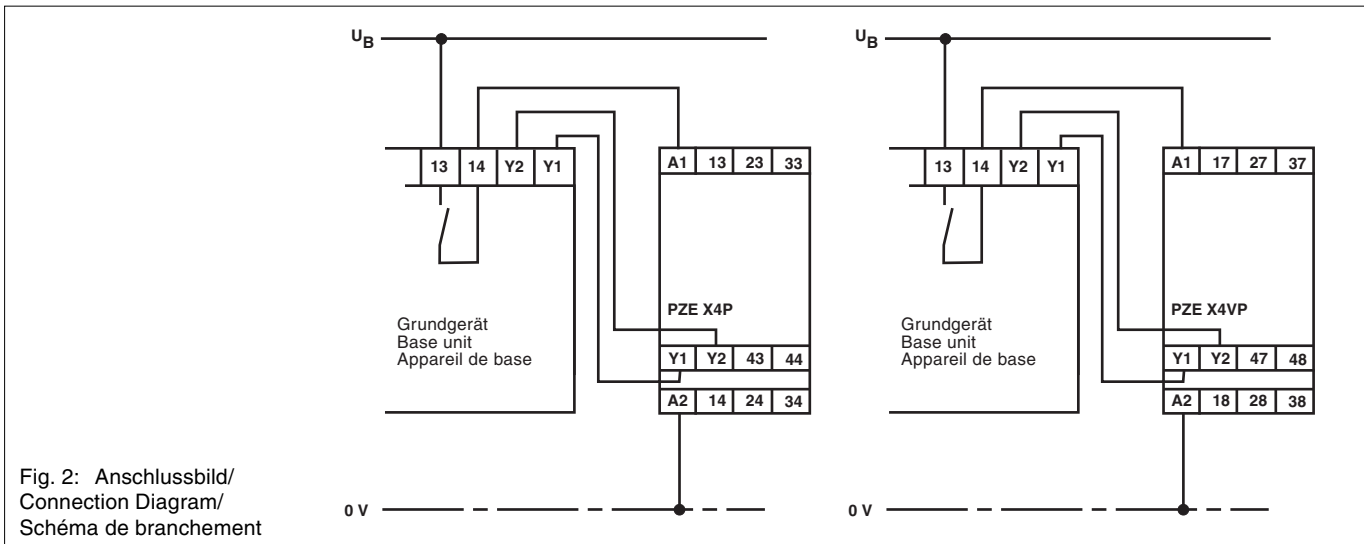 U_B
13 14 Y2 Y1
A1 13 23 33
PZE X4P
Grundgerät
Base unit
Appareil de base
Y1 Y2 43 44
A2 14 24 34
0 V
U_B
13 14 Y2 Y1
A1 17 27 37
PZE X4VP
Grundgerät
Base unit
Appareil de base
Y1 Y2 47 48
A2 18 28 38
0 V
Fig. 2: Anschlussbild/
Connection Diagram/
Schéma de branchement